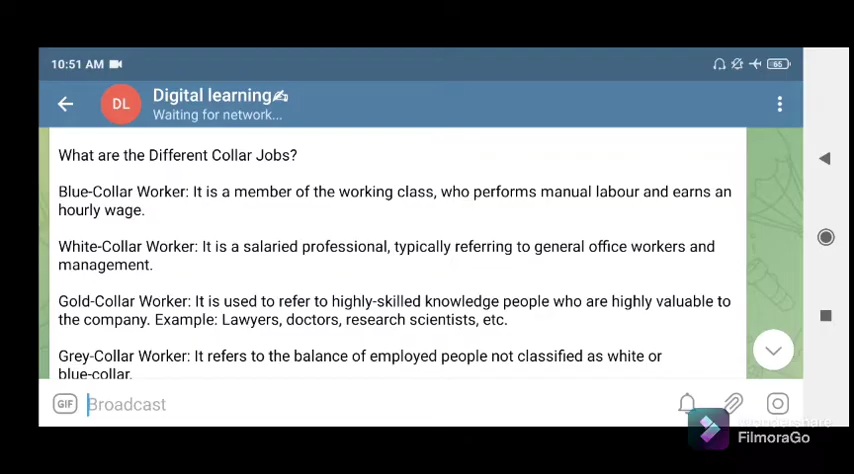 10:51 AM
65
DL
Digital learning✍
Waiting for network...
What are the Different Collar Jobs?
Blue-Collar Worker: It is a member of the working class, who performs manual labour and earns an
hourly wage.
White-Collar Worker: It is a salaried professional, typically referring to general office workers and
management.
Gold-Collar Worker: It is used to refer to highly-skilled knowledge people who are highly valuable to
the company. Example: Lawyers, doctors, research scientists, etc.
Grey-Collar Worker: It refers to the balance of employed people not classified as white or
blue-collar.
GIF
Broadcast
wondershare
FilmoraGo